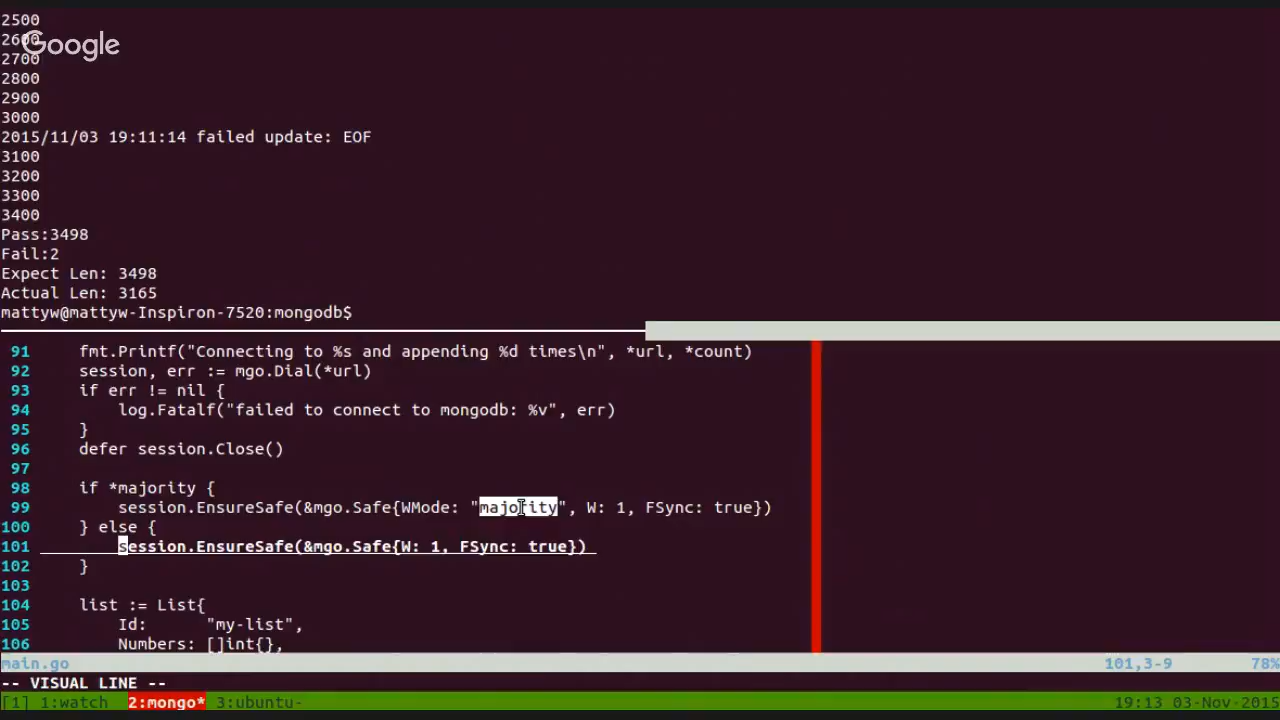 2500
2600
Google
2700
2800
2900
3000
2015/11/03 19:11:14 failed update: EOF
3100
3200
3300
3400
Pass:3498
Fail:2
Expect Len: 3498
Actual Len: 3165
mattyw@mattyw-Inspiron-7520:mongodb$
91 fmt.Printf("Connecting to %s and appending %d times\n", *url, *count)
92 session, err := mgo.Dial(*url)
93 if err != nil {
94 log.Fatalf("failed to connect to mongodb: %v", err)
95 }
96 defer session.Close()
97
98 if *majority {
99 session.EnsureSafe(&mgo.Safe{WMode: "majority", W: 1, FSync: true})
100 } else {
101 session.EnsureSafe(&mgo.Safe{W: 1, FSync: true})
102 }
103
104 list := List{
105 Id: "my-list",
106 Numbers: []int{},
main.go 101,3-9 78%
-- VISUAL LINE --
[1] 1:watch 2:mongo* 3:ubuntu- 19:13 03-Nov-2015